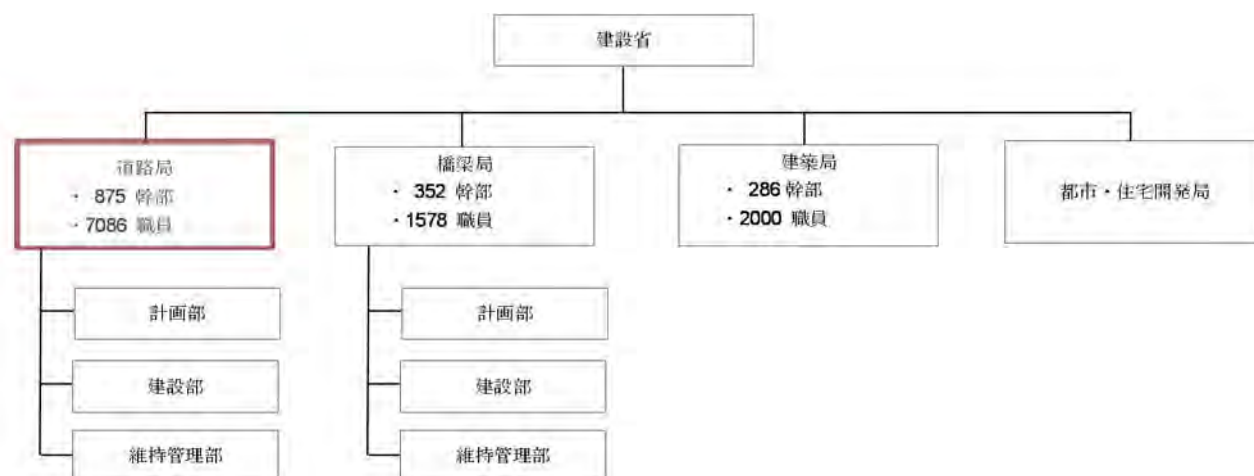 建設省
道路局
・ 875 幹部
・7086 職員
橋梁局
・ 352 幹部
・1578 職員
建築局
・ 286 幹部
・2000 職員
都市・住宅開発局
計画部
建設部
維持管理部
計画部
建設部
維持管理部